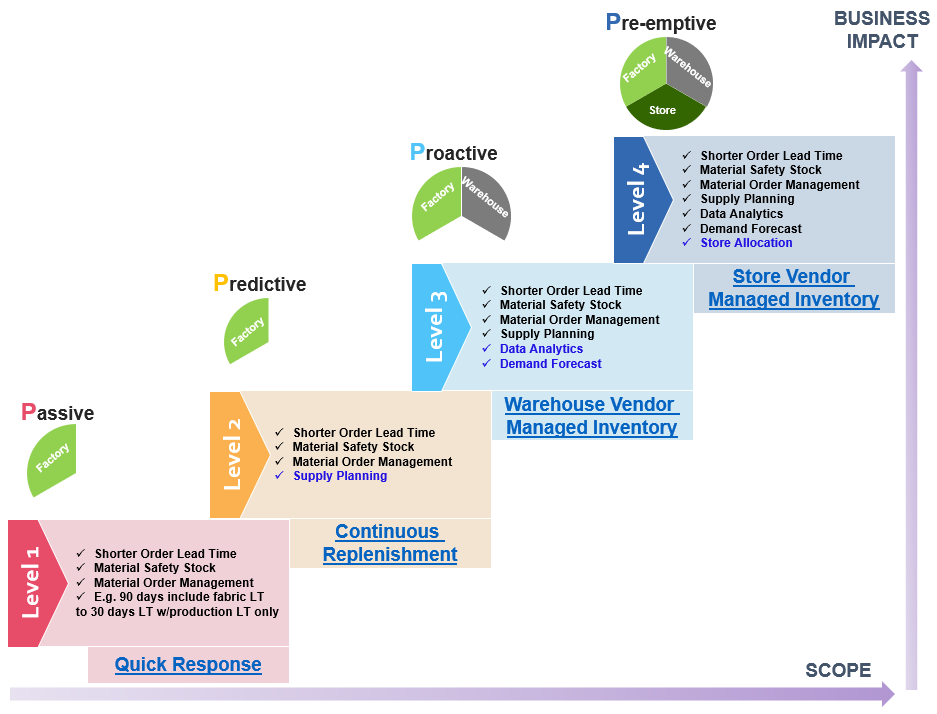 BUSINESS
IMPACT
Pre-emptive
Factory
Warehouse
Store
Level 4
✓ Shorter Order Lead Time
✓ Material Safety Stock
✓ Material Order Management
✓ Supply Planning
✓ Data Analytics
✓ Demand Forecast
✓ Store Allocation
Store Vendor
Managed Inventory
Proactive
Factory
Warehouse
Level 3
✓ Shorter Order Lead Time
✓ Material Safety Stock
✓ Material Order Management
✓ Supply Planning
✓ Data Analytics
✓ Demand Forecast
Warehouse Vendor
Managed Inventory
Predictive
Factory
Level 2
✓ Shorter Order Lead Time
✓ Material Safety Stock
✓ Material Order Management
✓ Supply Planning
Continuous
Replenishment
Passive
Factory
Level 1
✓ Shorter Order Lead Time
✓ Material Safety Stock
✓ Material Order Management
✓ E.g. 90 days include fabric LT
to 30 days LT w/production LT only
Quick Response
SCOPE